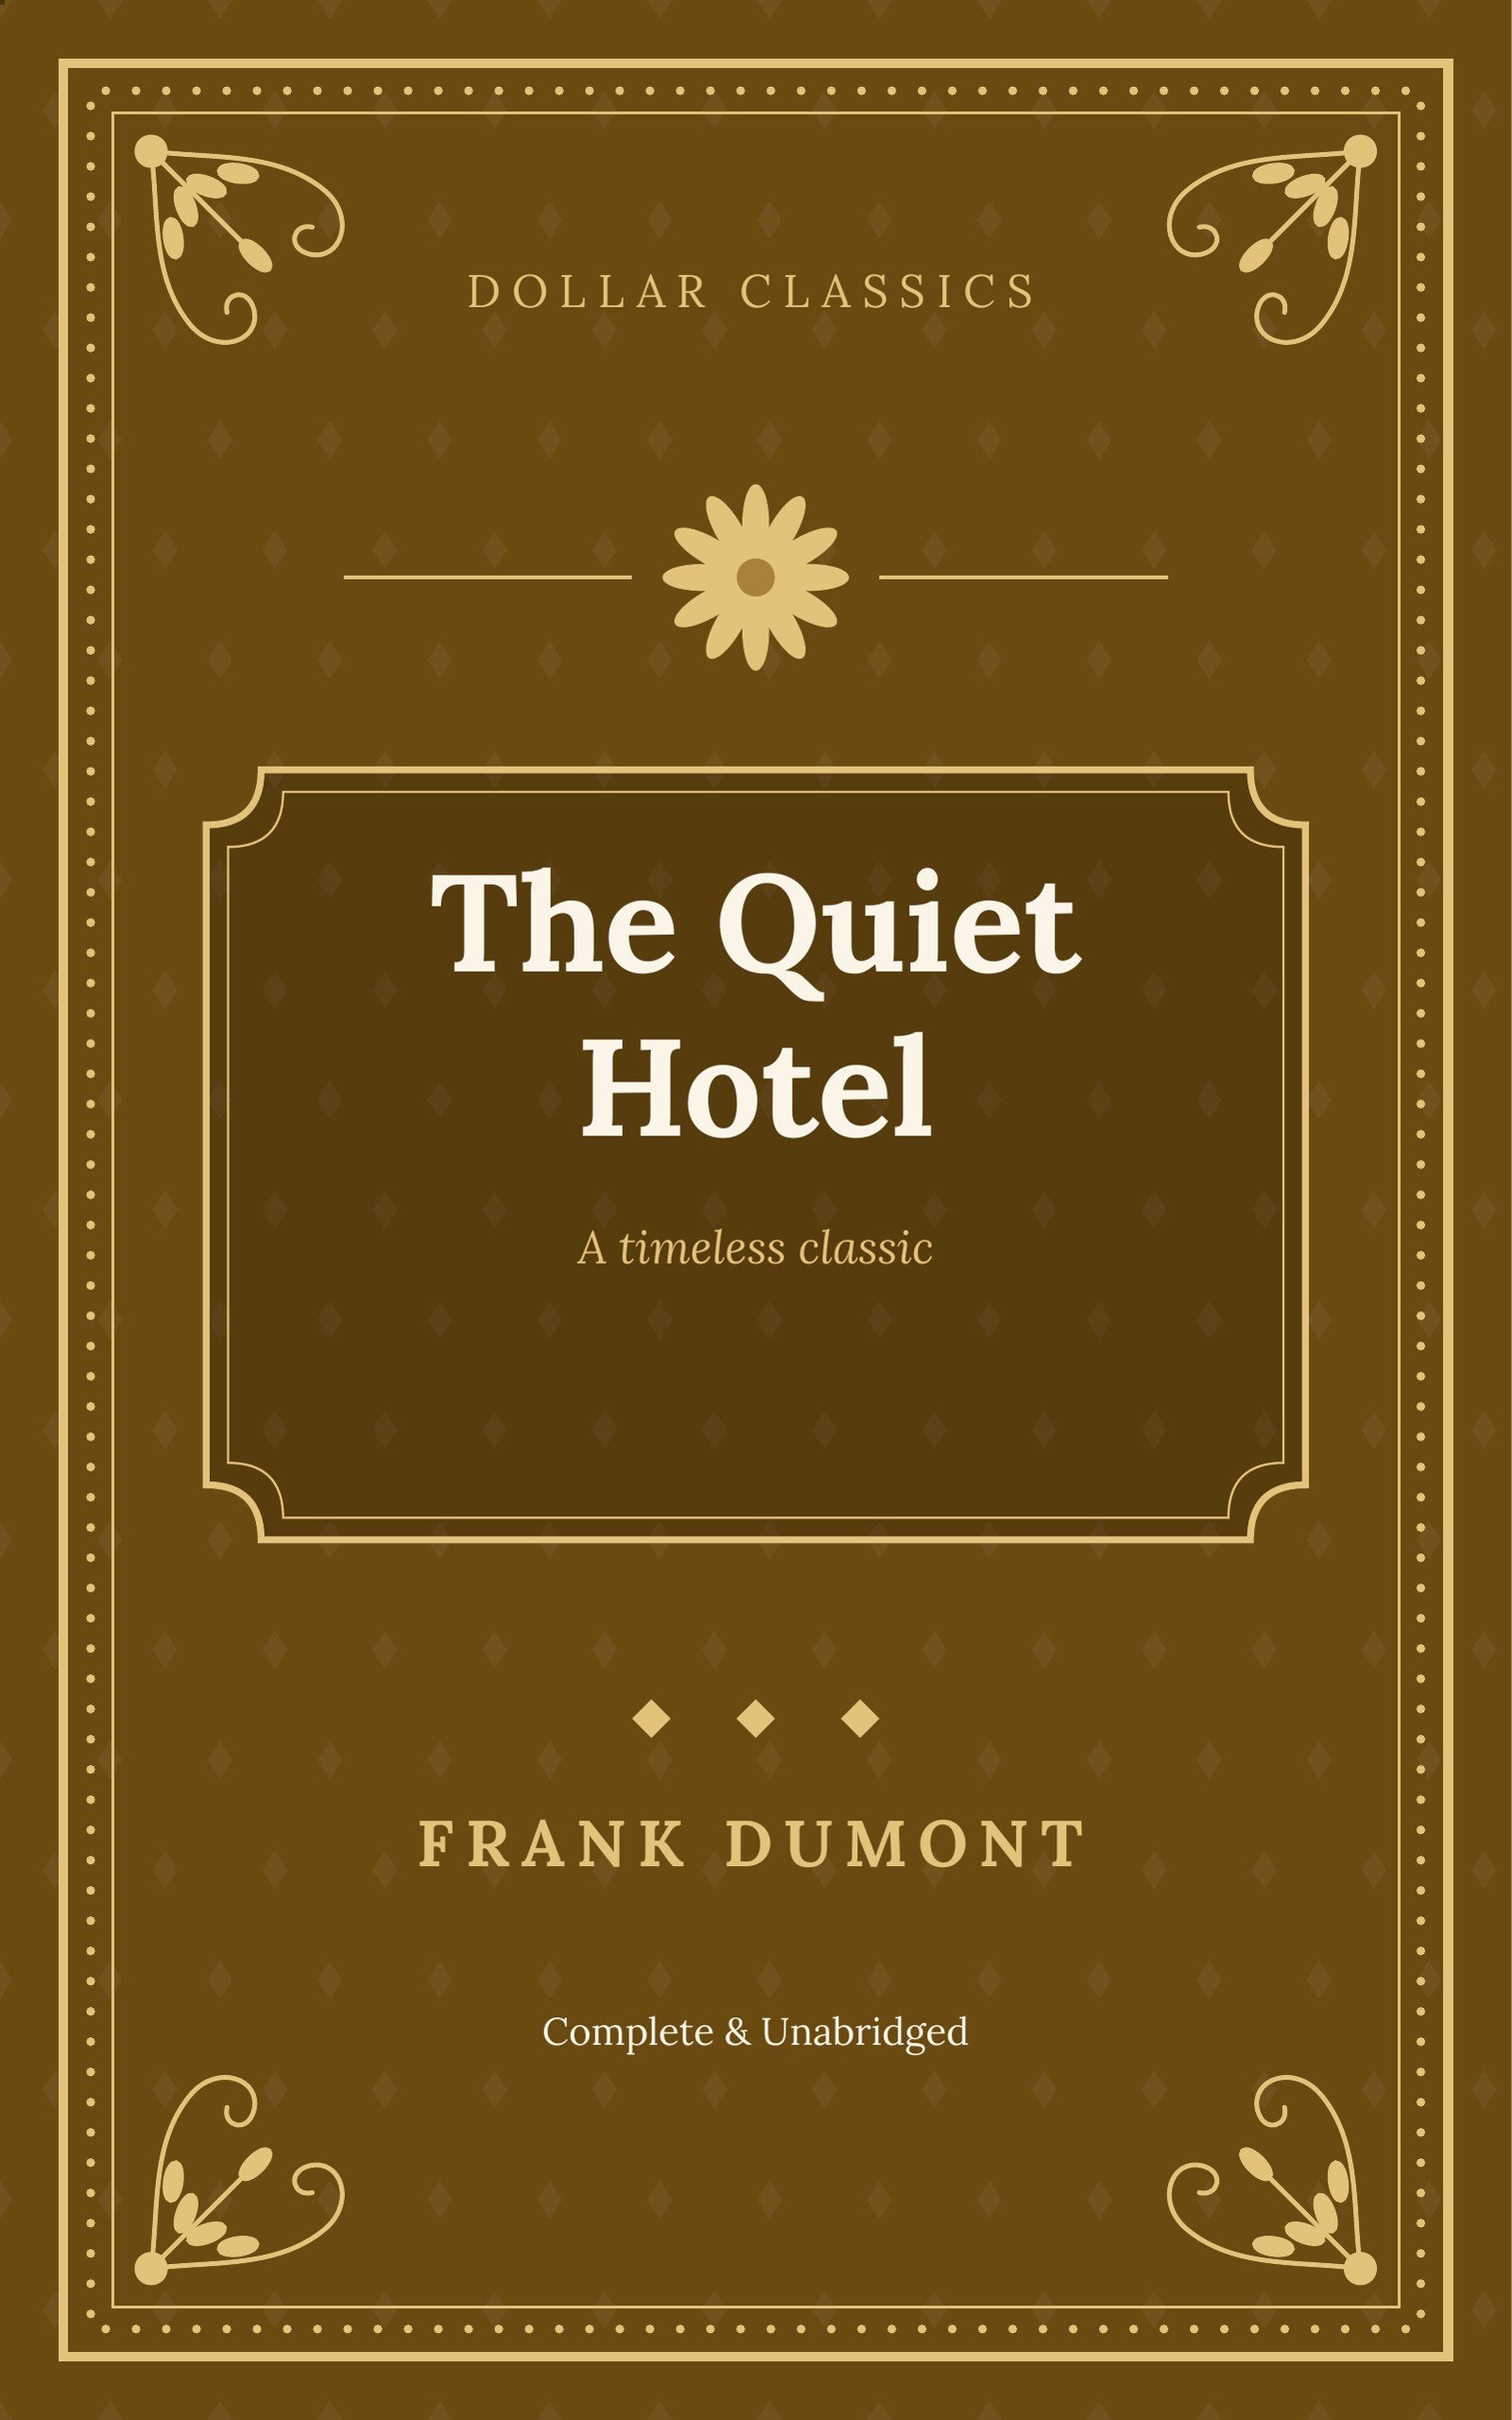 DOLLAR CLASSICS
The Quiet
Hotel
A timeless classic
FRANK DUMONT
Complete & Unabridged